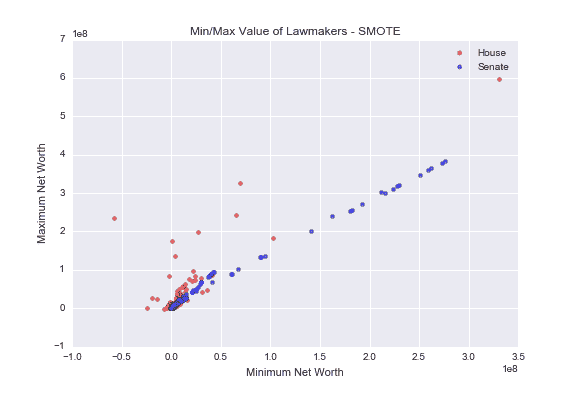 Min/Max Value of Lawmakers - SMOTE
1e8
7
6
5
4
3
2
1
0
−1
Maximum Net Worth
House
Senate
−1.0 −0.5 0.0 0.5 1.0 1.5 2.0 2.5 3.0 3.5
1e8
Minimum Net Worth